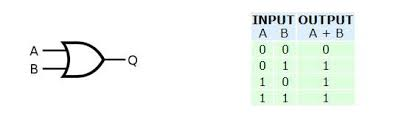 A
B
Q
INPUT OUTPUT
A B A + B
0 0 0
0 1 1
1 0 1
1 1 1